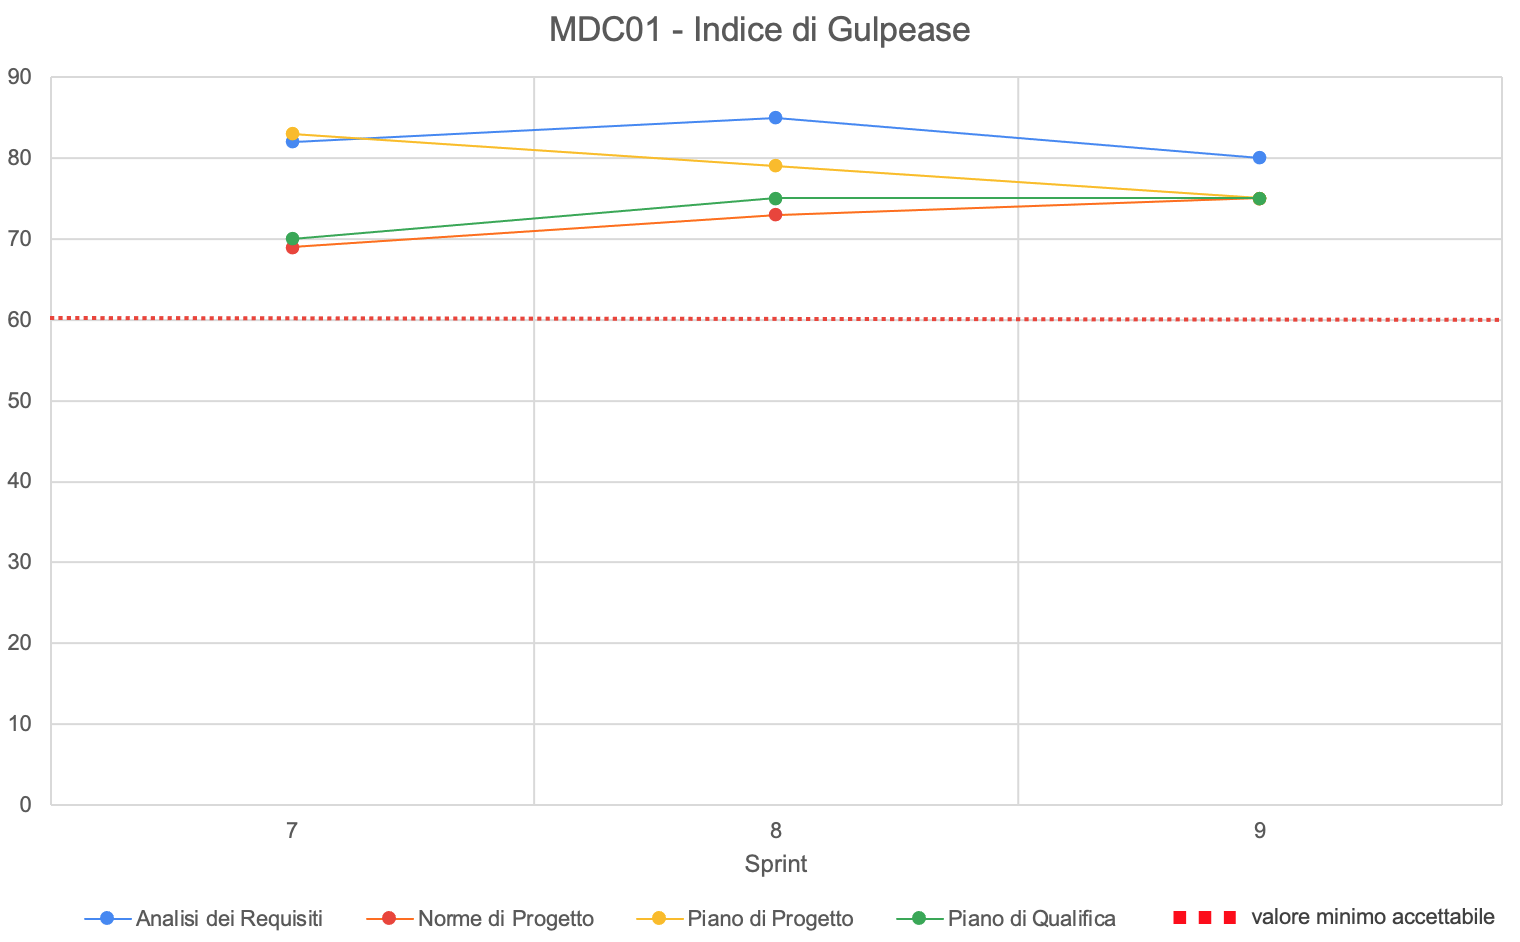 MDC01 - Indice di Gulpease
90
80
70
60
50
40
30
20
10
0
7 8 9
Sprint
Analisi dei Requisiti Norme di Progetto Piano di Progetto Piano di Qualifica valore minimo accettabile